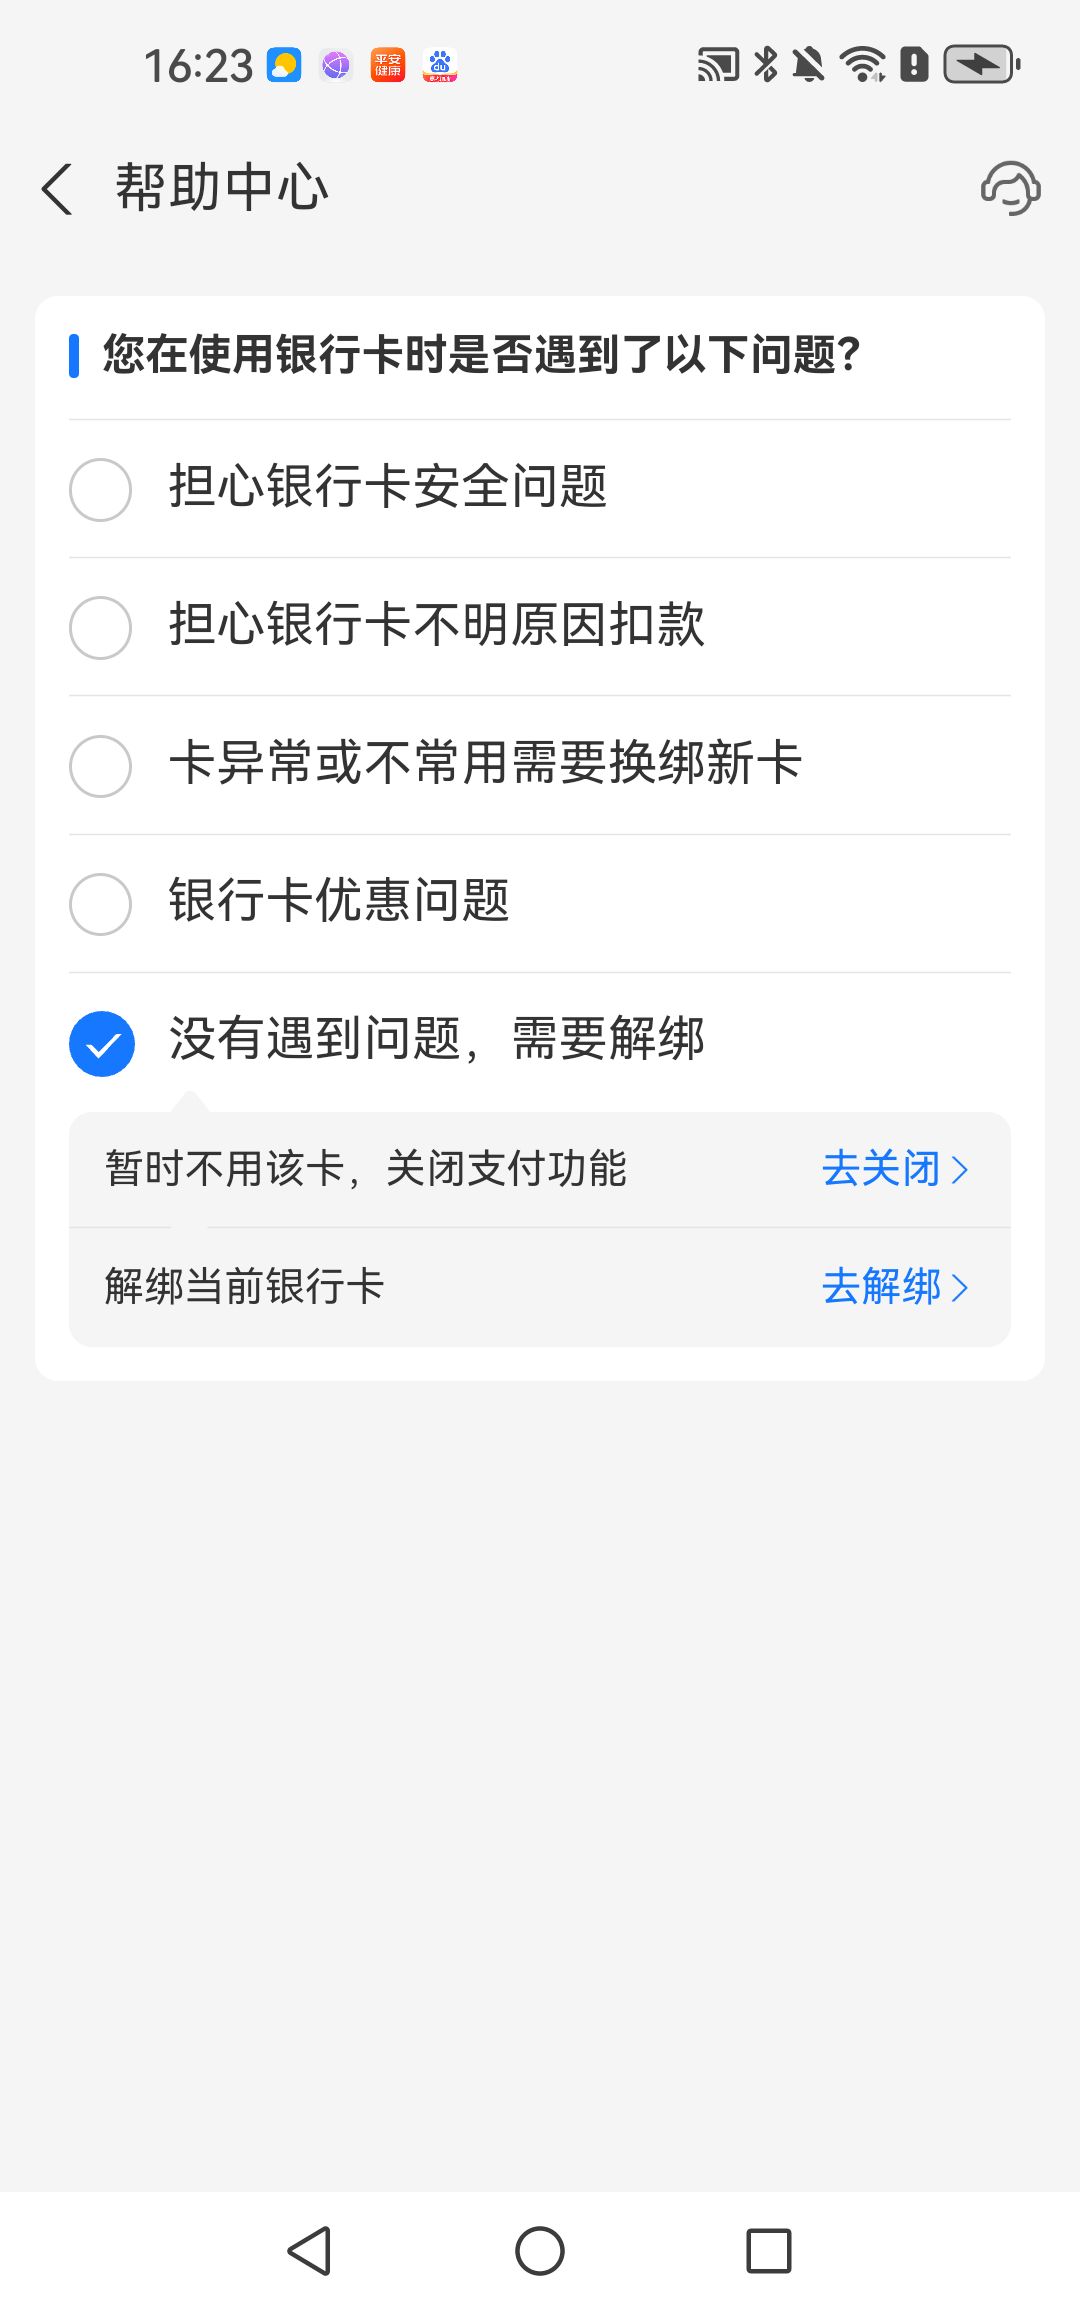 16:23
平安
健康
du
帮助中心
您在使用银行卡时是否遇到了以下问题？
担心银行卡安全问题
担心银行卡不明原因扣款
卡异常或不常用需要换绑新卡
银行卡优惠问题
没有遇到问题，需要解绑
暂时不用该卡，关闭支付功能 去关闭
解绑当前银行卡 去解绑